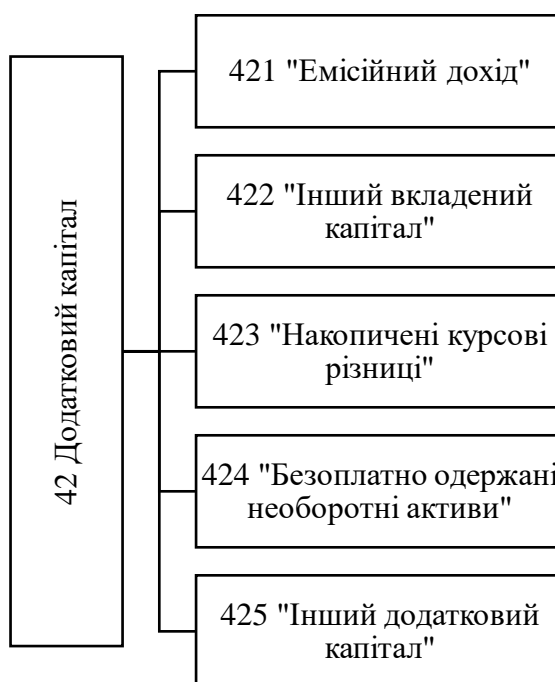 42 Додатковий капітал
421 "Емісійний дохід"
422 "Інший вкладений
капітал"
423 "Накопичені курсові
різниці"
424 "Безоплатно одержані
необоротні активи"
425 "Інший додатковий
капітал"